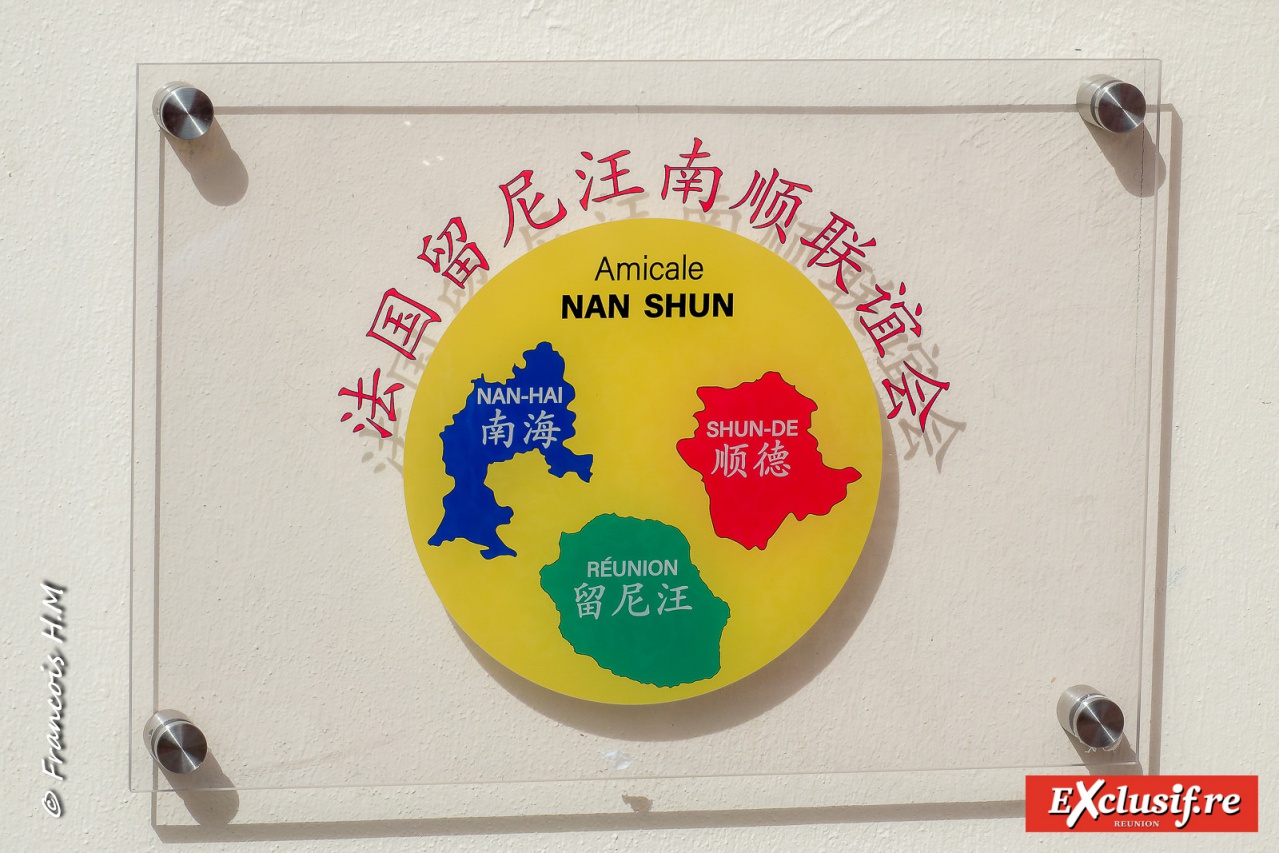 法国留尼汪南顺联谊会
Amicale
NAN SHUN
NAN-HAI
南海
SHUN-DE
顺德
RÉUNION
留尼汪
© Francois H.M
EXclusif.re
REUNION